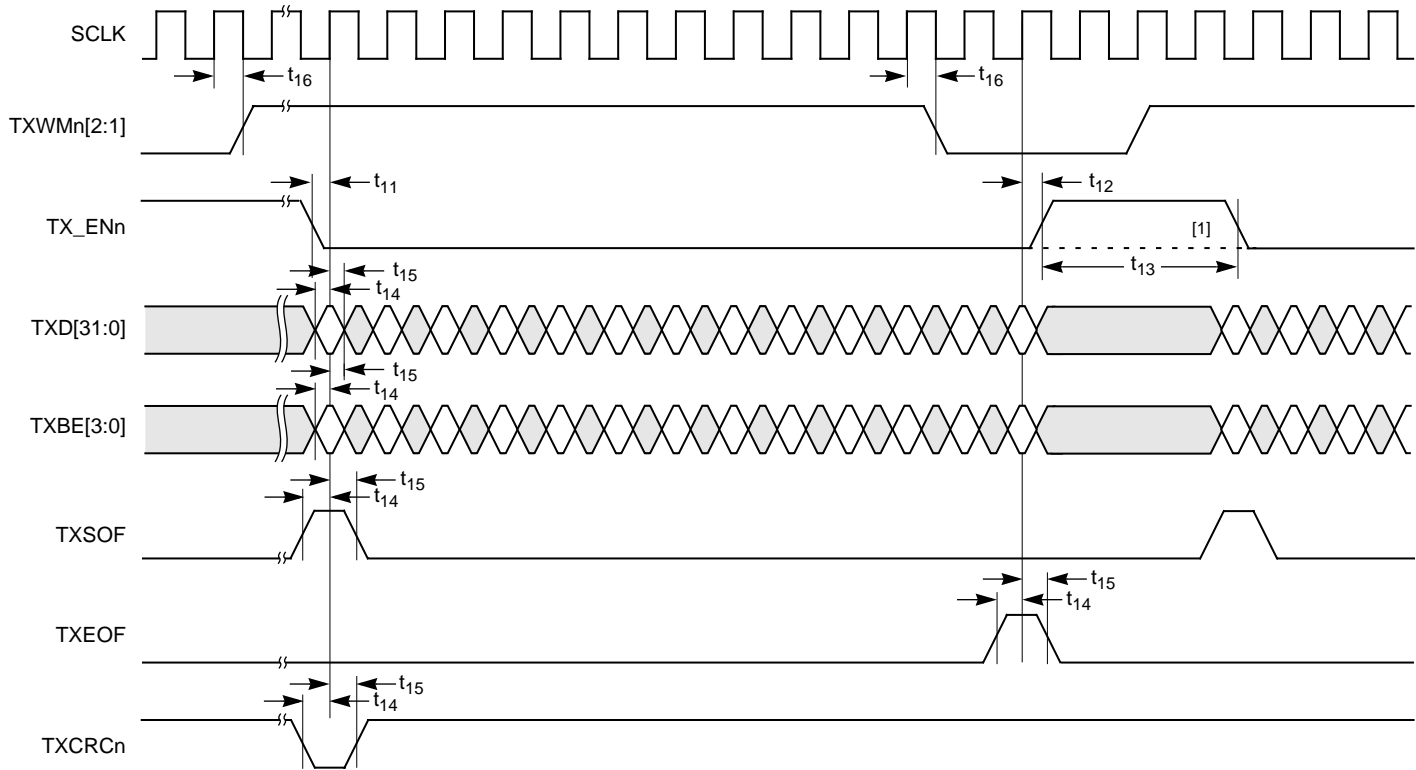 SCLK
t16 t16
TXWMn[2:1]
t11 t12
TX_ENn
[1]
t13
t15
t14
TXD[31:0]
t15
t14
TXBE[3:0]
t15
t14
TXSOF
t15
t14
TXEOF
t15
t14
TXCRCn